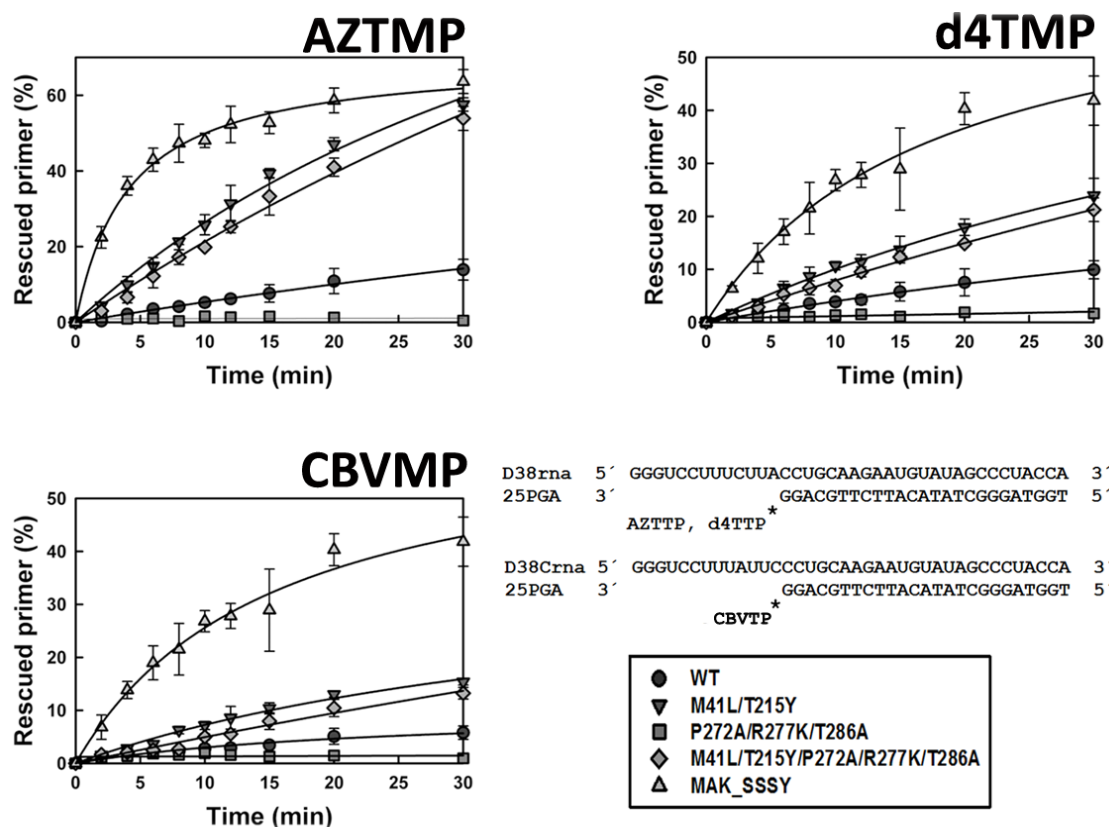 AZTMP
Rescued primer (%)
60
40
20
0
0 5 10 15 20 25 30
Time (min)
d4TMP
Rescued primer (%)
50
40
30
20
10
0
0 5 10 15 20 25 30
Time (min)
CBVMP
Rescued primer (%)
50
40
30
20
10
0
0 5 10 15 20 25 30
Time (min)
D38rna 5´ GGGUCCUUUCUUACCUGCAAGAAUGUAUAGCCCUACCA 3´
25PGA 3´ GGACGTTCTTACATATCGGGATGGT 5´
AZTTP, d4TTP*
D38Crna 5´ GGGUCCUUUAUUCCCUGCAAGAAUGUAUAGCCCUACCA 3´
25PGA 3´ GGACGTTCTTACATATCGGGATGGT 5´
CBVTP*
WT
M41L/T215Y
P272A/R277K/T286A
M41L/T215Y/P272A/R277K/T286A
MAK_SSSY